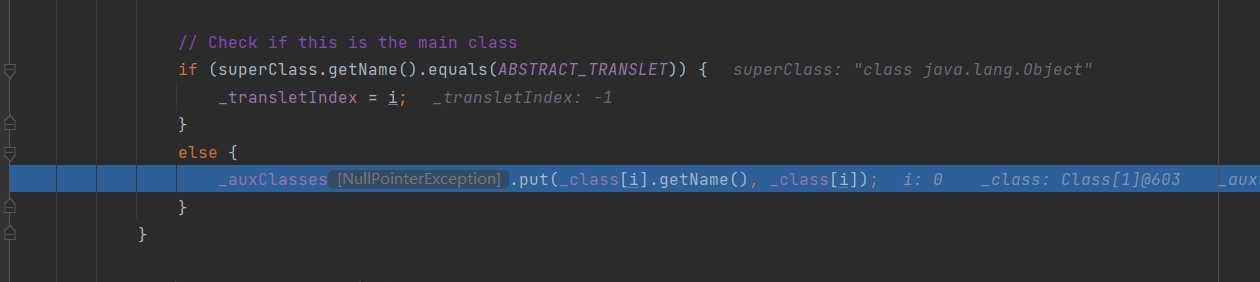 // Check if this is the main class
if (superClass.getName().equals(ABSTRACT_TRANSLET)) { superClass: "class java.lang.Object"
_transletIndex = i; _transletIndex: -1
}
else {
_auxClasses [NullPointerException] .put(_class[i].getName(), _class[i]); i: 0 _class: Class[1]@603
}
}